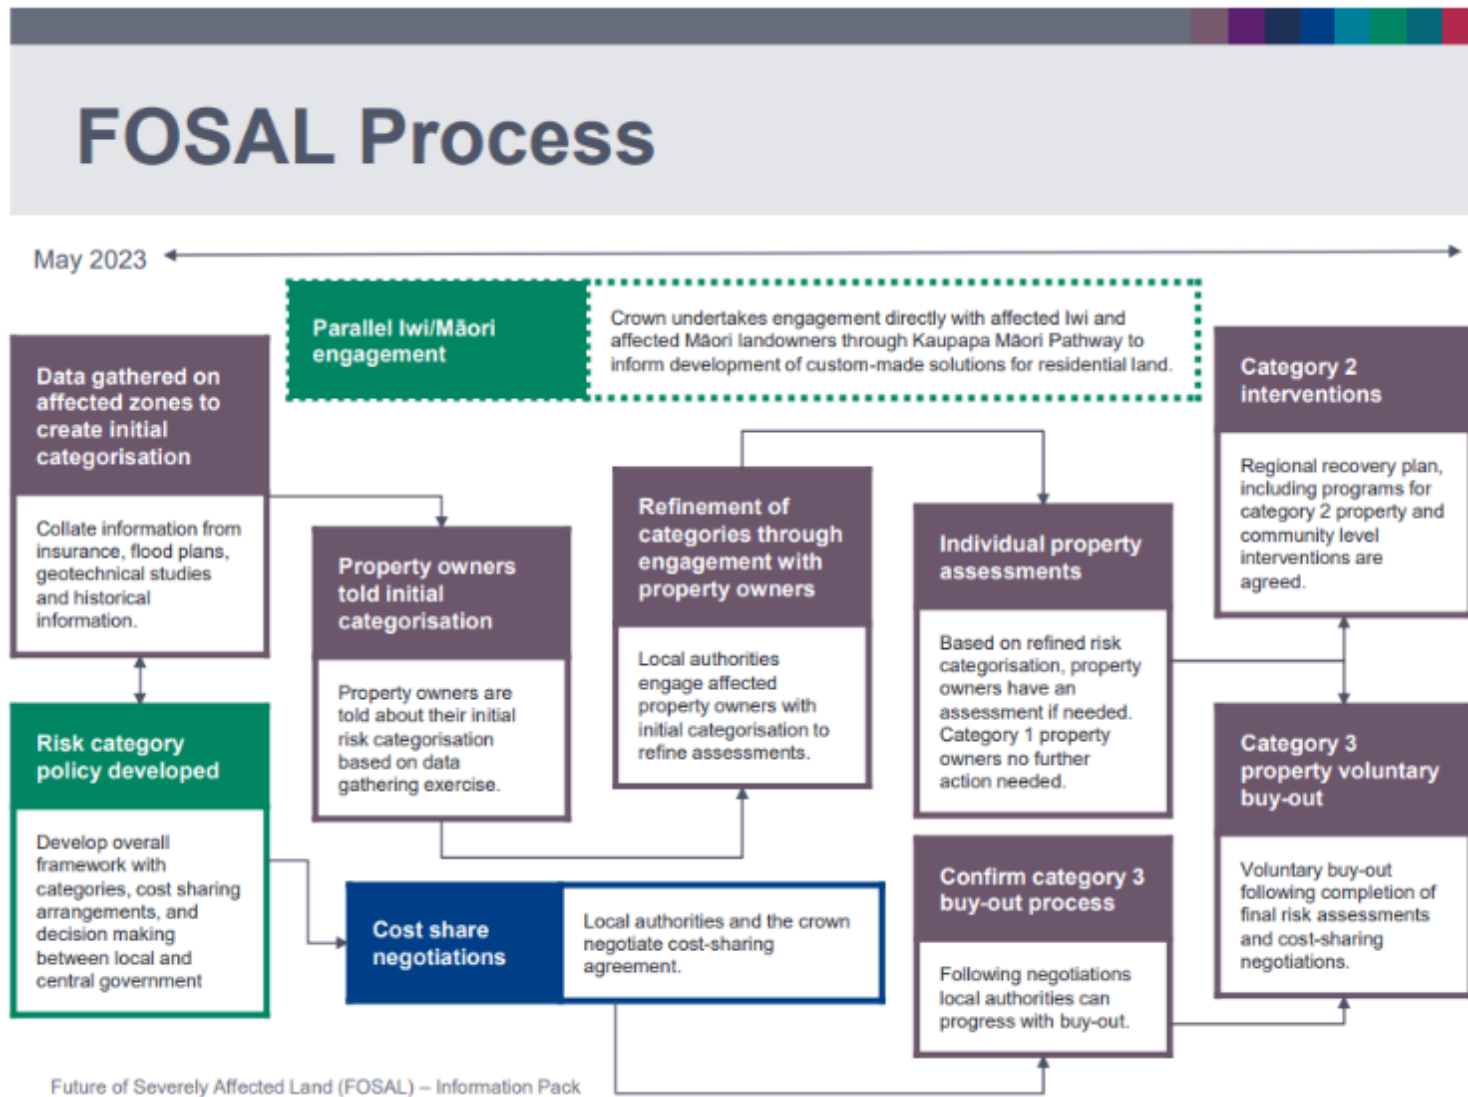 FOSAL Process
May 2023
Parallel Iwi/Māori
engagement
Crown undertakes engagement directly with affected Iwi and
affected Māori landowners through Kaupapa Māori Pathway to
inform development of custom-made solutions for residential land.
Data gathered on
affected zones to
create initial
categorisation
Collate information from
insurance, flood plans,
geotechnical studies
and historical
information.
Risk category
policy developed
Develop overall
framework with
categories, cost sharing
arrangements, and
decision making
between local and
central government
Property owners
told initial
categorisation
Property owners are
told about their initial
risk categorisation
based on data
gathering exercise.
Cost share
negotiations
Local authorities and the crown
negotiate cost-sharing
agreement.
Refinement of
categories through
engagement with
property owners
Local authorities
engage affected
property owners with
initial categorisation to
refine assessments.
Individual property
assessments
Based on refined risk
categorisation, property
owners have an
assessment if needed.
Category 1 property
owners no further
action needed.
Confirm category 3
buy-out process
Following negotiations
local authorities can
progress with buy-out.
Category 2
interventions
Regional recovery plan,
including programs for
category 2 property and
community level
interventions are
agreed.
Category 3
property voluntary
buy-out
Voluntary buy-out
following completion of
final risk assessments
and cost-sharing
negotiations.
Future of Severely Affected Land (FOSAL) – Information Pack